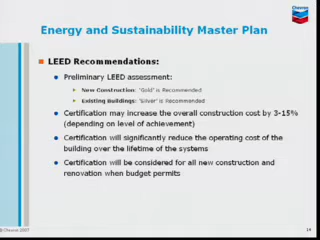 Chevron
Energy and Sustainability Master Plan
LEED Recommendations:
Preliminary LEED assessment:
New Construction: 'Gold' is Recommended
Existing Buildings: 'Silver' is Recommended
Certification may increase the overall construction cost by 3-15%
(depending on level of achievement)
Certification will significantly reduce the operating cost of the
building over the lifetime of the systems
Certification will be considered for all new construction and
renovation when budget permits
© Chevron 2007
14